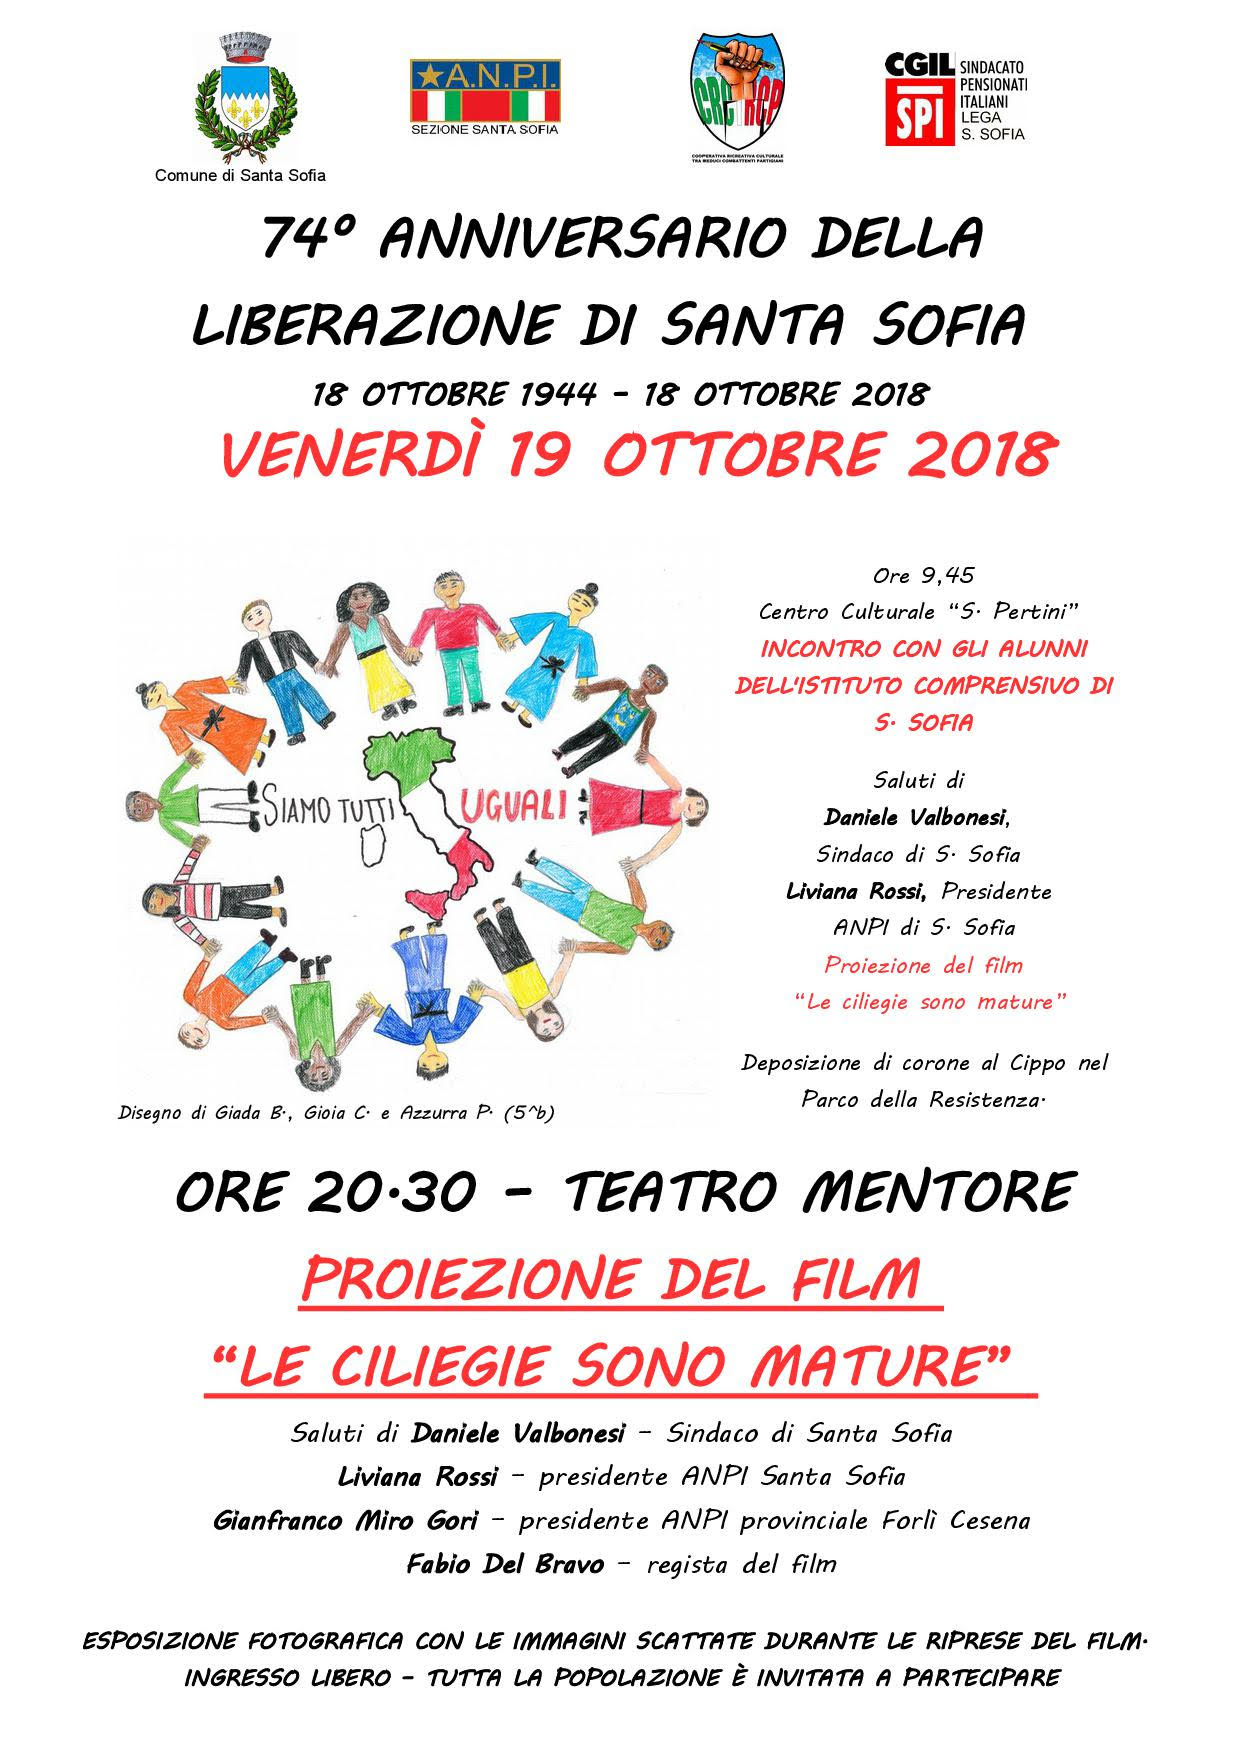 Comune di Santa Sofia
A.N.P.I.
SEZIONE SANTA SOFIA
CRC TRCP
COOPERATIVA RICREATIVA CULTURALE
TRA REDUCI COMBATTENTI PARTIGIANI
CGIL
SPI
SINDACATO
PENSIONATI
ITALIANI
LEGA
S. SOFIA
74° ANNIVERSARIO DELLA
LIBERAZIONE DI SANTA SOFIA
18 OTTOBRE 1944 – 18 OTTOBRE 2018
VENERDÌ 19 OTTOBRE 2018
SIAMO TUTTI UGUALI
Disegno di Giada B., Gioia C. e Azzurra P. (5^b)
Ore 9,45
Centro Culturale “S. Pertini”
INCONTRO CON GLI ALUNNI
DELL'ISTITUTO COMPRENSIVO DI
S. SOFIA
Saluti di
Daniele Valbonesi,
Sindaco di S. Sofia
Liviana Rossi, Presidente
ANPI di S. Sofia
Proiezione del film
“Le ciliegie sono mature”
Deposizione di corone al Cippo nel
Parco della Resistenza.
ORE 20.30 – TEATRO MENTORE
PROIEZIONE DEL FILM
“LE CILIEGIE SONO MATURE”
Saluti di Daniele Valbonesi – Sindaco di Santa Sofia
Liviana Rossi – presidente ANPI Santa Sofia
Gianfranco Miro Gori – presidente ANPI provinciale Forlì Cesena
Fabio Del Bravo – regista del film
ESPOSIZIONE FOTOGRAFICA CON LE IMMAGINI SCATTATE DURANTE LE RIPRESE DEL FILM.
INGRESSO LIBERO – TUTTA LA POPOLAZIONE È INVITATA A PARTECIPARE